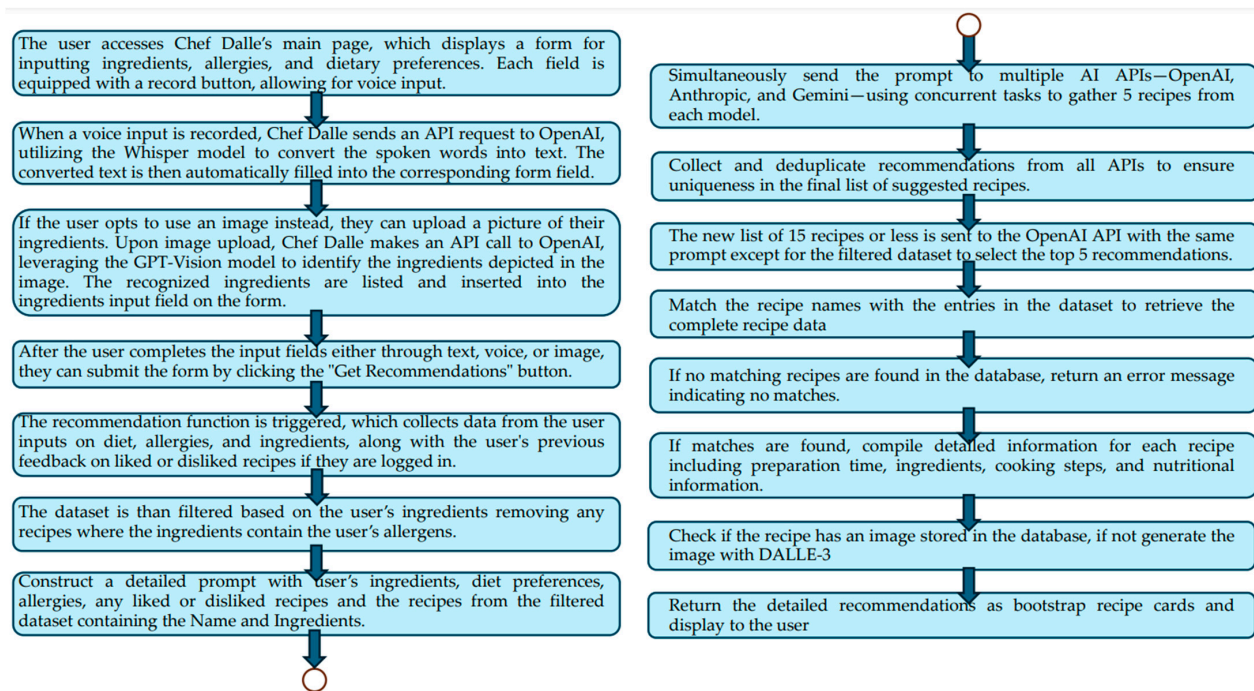 The user accesses Chef Dalle's main page, which displays a form for
inputting ingredients, allergies, and dietary preferences. Each field is
equipped with a record button, allowing for voice input.
When a voice input is recorded, Chef Dalle sends an API request to OpenAI,
utilizing the Whisper model to convert the spoken words into text. The
converted text is then automatically filled into the corresponding form field.
If the user opts to use an image instead, they can upload a picture of their
ingredients. Upon image upload, Chef Dalle makes an API call to OpenAI,
leveraging the GPT-Vision model to identify the ingredients depicted in the
image. The recognized ingredients are listed and inserted into the
ingredients input field on the form.
After the user completes the input fields either through text, voice, or image,
they can submit the form by clicking the "Get Recommendations" button.
The recommendation function is triggered, which collects data from the user
inputs on diet, allergies, and ingredients, along with the user's previous
feedback on liked or disliked recipes if they are logged in.
The dataset is than filtered based on the user's ingredients removing any
recipes where the ingredients contain the user's allergens.
Construct a detailed prompt with user's ingredients, diet preferences,
allergies, any liked or disliked recipes and the recipes from the filtered
dataset containing the Name and Ingredients.
Simultaneously send the prompt to multiple AI APIs—OpenAI,
Anthropic, and Gemini—using concurrent tasks to gather 5 recipes from
each model.
Collect and deduplicate recommendations from all APIs to ensure
uniqueness in the final list of suggested recipes.
The new list of 15 recipes or less is sent to the OpenAI API with the same
prompt except for the filtered dataset to select the top 5 recommendations.
Match the recipe names with the entries in the dataset to retrieve the
complete recipe data
If no matching recipes are found in the database, return an error message
indicating no matches.
If matches are found, compile detailed information for each recipe
including preparation time, ingredients, cooking steps, and nutritional
information.
Check if the recipe has an image stored in the database, if not generate the
image with DALLE-3
Return the detailed recommendations as bootstrap recipe cards and
display to the user